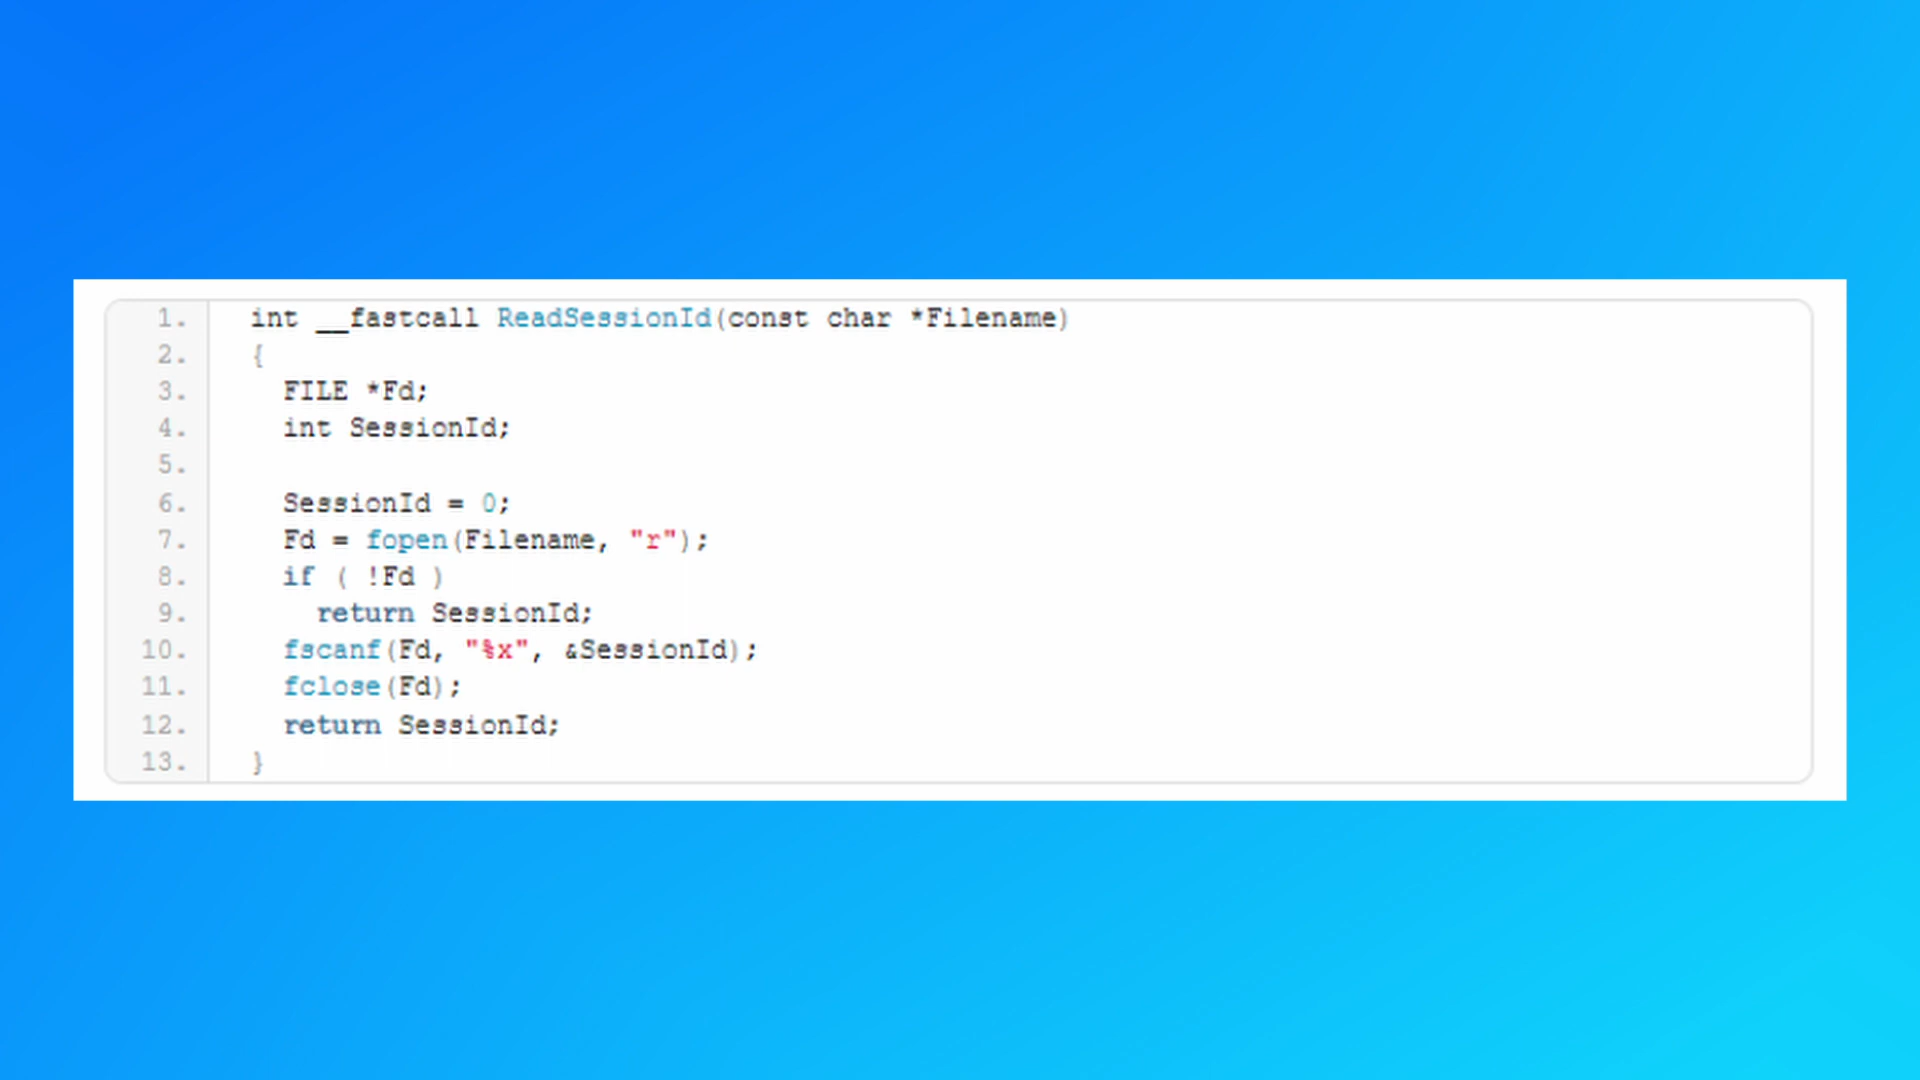 1. int __fastcall ReadSessionId(const char *Filename)
2. {
3. FILE *Fd;
4. int SessionId;
5.
6. SessionId = 0;
7. Fd = fopen(Filename, "r");
8. if ( !Fd )
9. return SessionId;
10. fscanf(Fd, "%x", &SessionId);
11. fclose(Fd);
12. return SessionId;
13. }